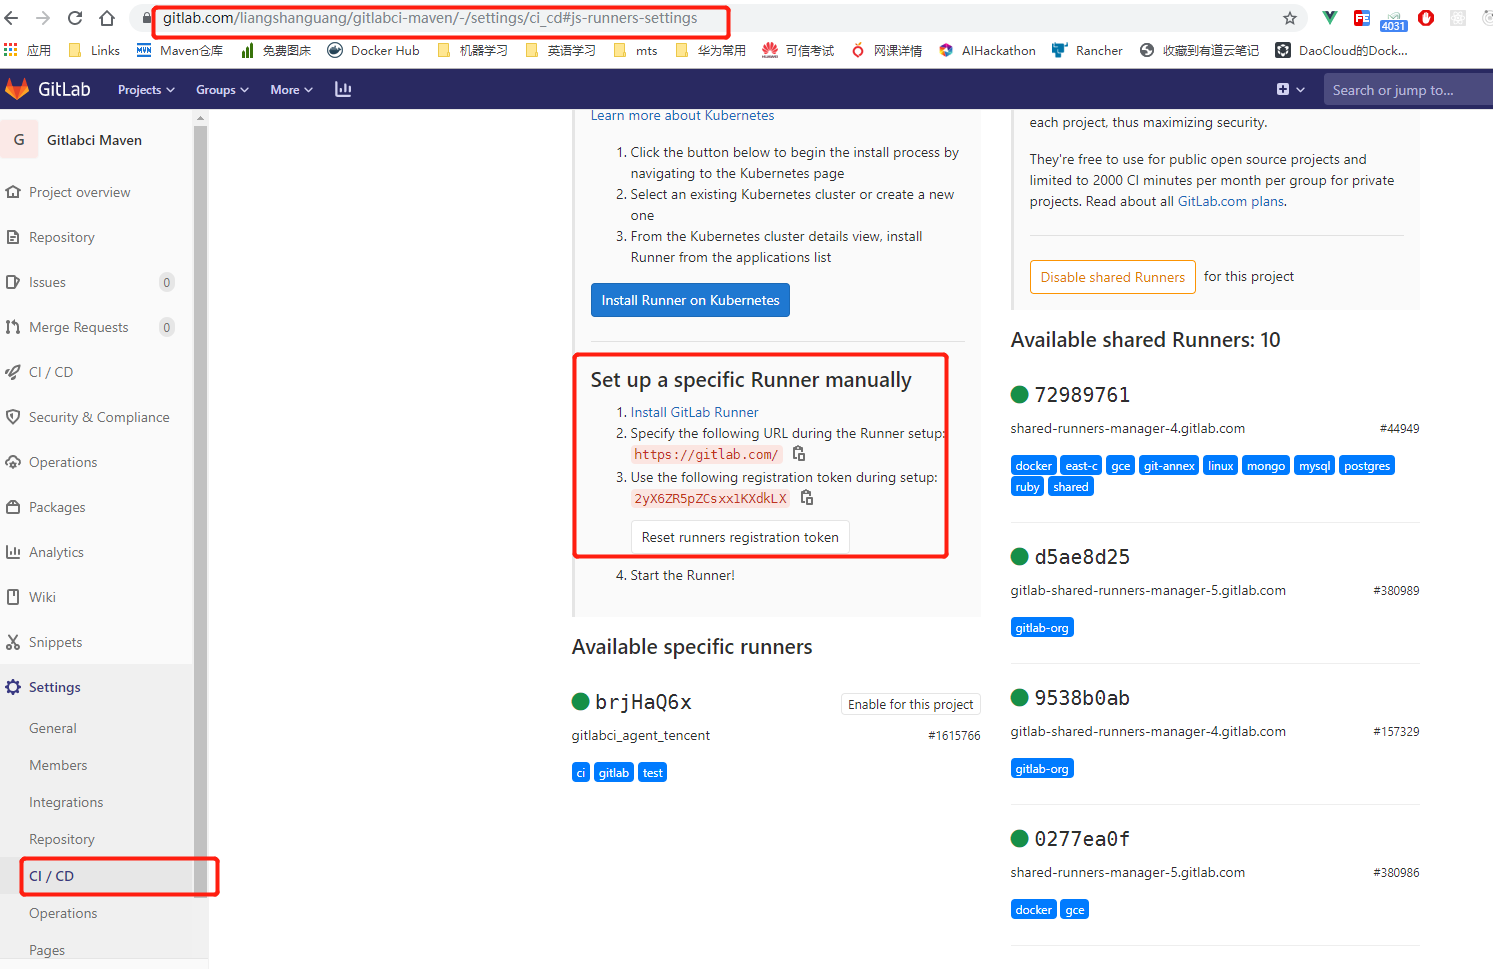 gitlab.com/liangshanguang/gitlabci-maven/-/settings/ci_cd#js-runners-settings
4031
应用 Links Maven仓库 免费图床 Docker Hub 机器学习 英语学习 mts 华为常用 可信考试 网课详情 AIHackathon Rancher 收藏到有道云笔记 DaoCloud的Dock...
GitLab Projects Groups More Search or jump to...
G Gitlabci Maven
Project overview
Repository
Issues 0
Merge Requests 0
CI / CD
Security & Compliance
Operations
Packages
Analytics
Wiki
Snippets
Settings
General
Members
Integrations
Repository
CI / CD
Operations
Pages
Learn more about Kubernetes
1. Click the button below to begin the install process by
navigating to the Kubernetes page
2. Select an existing Kubernetes cluster or create a new
one
3. From the Kubernetes cluster details view, install
Runner from the applications list
Install Runner on Kubernetes
Set up a specific Runner manually
1. Install GitLab Runner
2. Specify the following URL during the Runner setup:
https://gitlab.com/
3. Use the following registration token during setup:
2yX6ZR5pZCsxx1KXdkLX
Reset runners registration token
4. Start the Runner!
Available specific runners
brjHaQ6x Enable for this project
gitlabci_agent_tencent #1615766
ci gitlab test
each project, thus maximizing security.
They're free to use for public open source projects and
limited to 2000 CI minutes per month per group for private
projects. Read about all GitLab.com plans.
Disable shared Runners for this project
Available shared Runners: 10
72989761
shared-runners-manager-4.gitlab.com #44949
docker east-c gce git-annex linux mongo mysql postgres
ruby shared
d5ae8d25
gitlab-shared-runners-manager-5.gitlab.com #380989
gitlab-org
9538b0ab
gitlab-shared-runners-manager-4.gitlab.com #157329
gitlab-org
0277ea0f
shared-runners-manager-5.gitlab.com #380986
docker gce